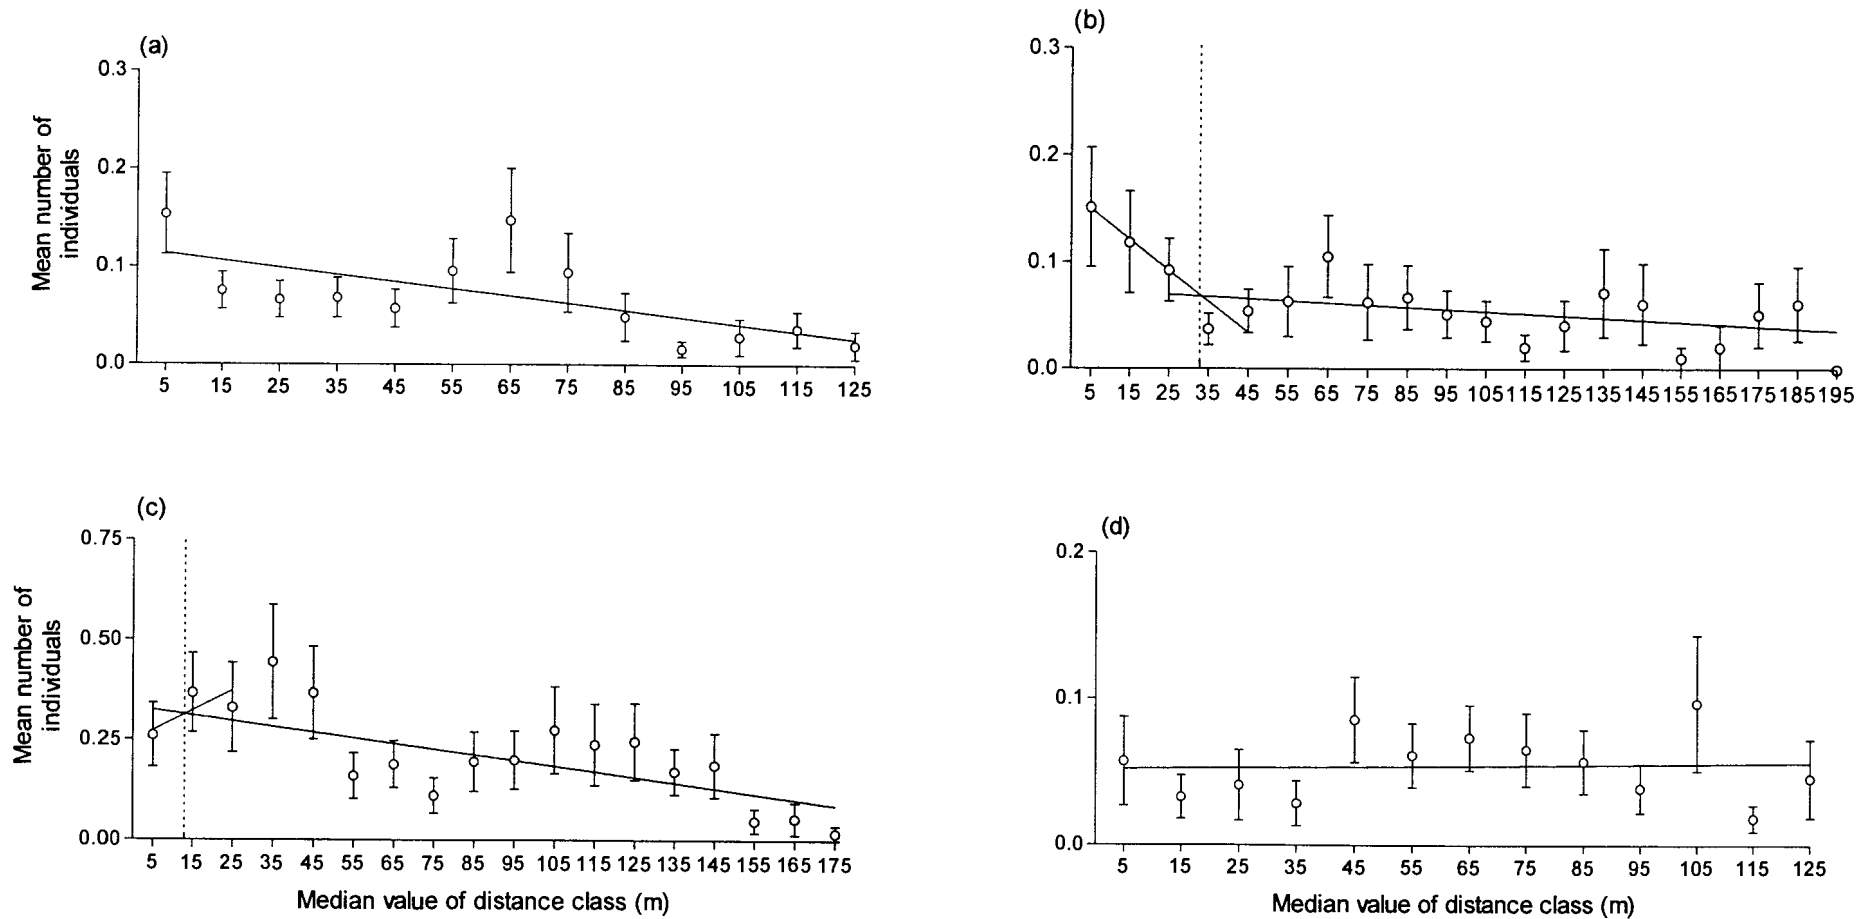 (a)
0.3
0.2
0.1
0.0
Mean number of
individuals
5 15 25 35 45 55 65 75 85 95 105 115 125
(b)
0.3
0.2
0.1
0.0
5 15 25 35 45 55 65 75 85 95 105 115 125 135 145 155 165 175 185 195
(c)
0.75
0.50
0.25
0.00
Mean number of
individuals
5 15 25 35 45 55 65 75 85 95 105 115 125 135 145 155 165 175
Median value of distance class (m)
(d)
0.2
0.1
0.0
5 15 25 35 45 55 65 75 85 95 105 115 125
Median value of distance class (m)